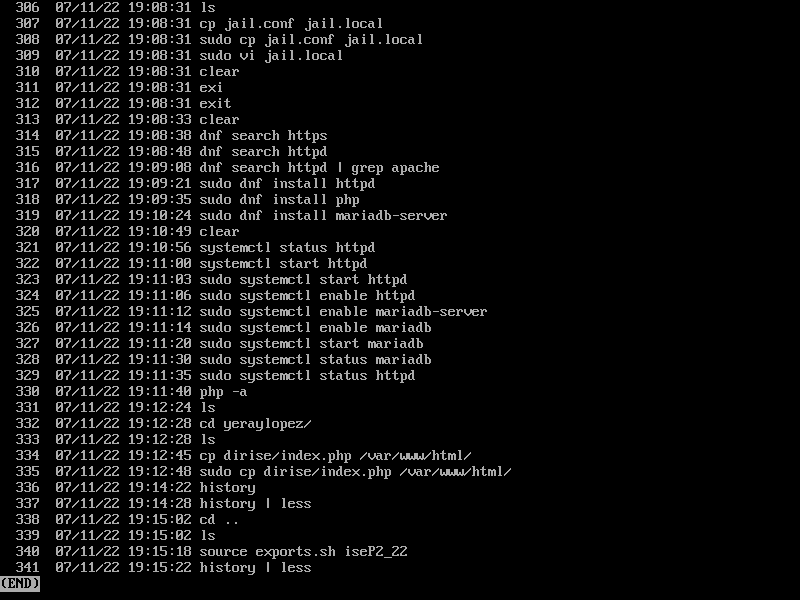 306  07/11/22 19:08:31 ls
307  07/11/22 19:08:31 cp jail.conf jail.local
308  07/11/22 19:08:31 sudo cp jail.conf jail.local
309  07/11/22 19:08:31 sudo vi jail.local
310  07/11/22 19:08:31 clear
311  07/11/22 19:08:31 exi
312  07/11/22 19:08:31 exit
313  07/11/22 19:08:33 clear
314  07/11/22 19:08:38 dnf search https
315  07/11/22 19:08:48 dnf search httpd
316  07/11/22 19:09:08 dnf search httpd | grep apache
317  07/11/22 19:09:21 sudo dnf install httpd
318  07/11/22 19:09:35 sudo dnf install php
319  07/11/22 19:10:24 sudo dnf install mariadb-server
320  07/11/22 19:10:49 clear
321  07/11/22 19:10:56 systemctl status httpd
322  07/11/22 19:11:00 systemctl start httpd
323  07/11/22 19:11:03 sudo systemctl start httpd
324  07/11/22 19:11:06 sudo systemctl enable httpd
325  07/11/22 19:11:12 sudo systemctl enable mariadb-server
326  07/11/22 19:11:14 sudo systemctl enable mariadb
327  07/11/22 19:11:20 sudo systemctl start mariadb
328  07/11/22 19:11:30 sudo systemctl status mariadb
329  07/11/22 19:11:35 sudo systemctl status httpd
330  07/11/22 19:11:40 php -a
331  07/11/22 19:12:24 ls
332  07/11/22 19:12:28 cd yeraylopez/
333  07/11/22 19:12:28 ls
334  07/11/22 19:12:45 cp dirise/index.php /var/www/html/
335  07/11/22 19:12:48 sudo cp dirise/index.php /var/www/html/
336  07/11/22 19:14:22 history
337  07/11/22 19:14:28 history | less
338  07/11/22 19:15:02 cd ..
339  07/11/22 19:15:02 ls
340  07/11/22 19:15:18 source exports.sh iseP2_22
341  07/11/22 19:15:22 history | less
(END)